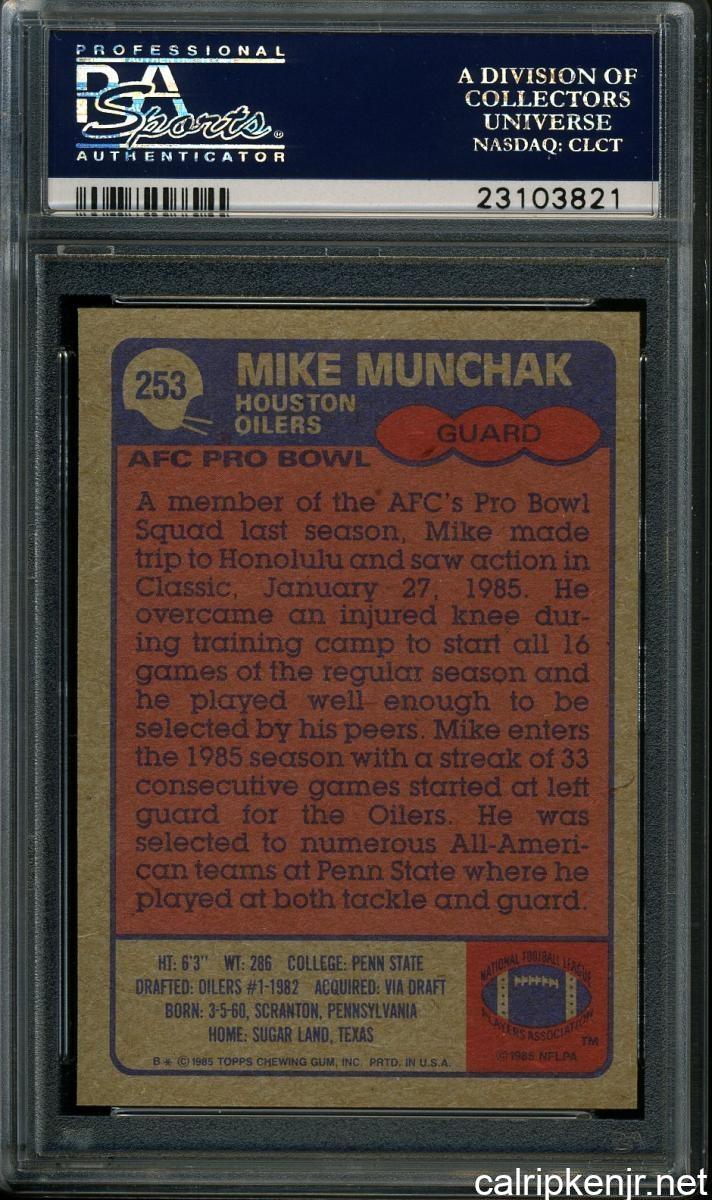 PROFESSIONAL
PSA
Sports
AUTHENTICATOR
A DIVISION OF
COLLECTORS
UNIVERSE
NASDAQ: CLCT
23103821
253
MIKE MUNCHAK
HOUSTON
OILERS
GUARD
AFC PRO BOWL
A member of the AFC's Pro Bowl
Squad last season, Mike made
trip to Honolulu and saw action in
Classic, January 27, 1985. He
overcame an injured knee dur-
ing training camp to start all 16
games of the regular season and
he played well enough to be
selected by his peers. Mike enters
the 1985 season with a streak of 33
consecutive games started at left
guard for the Oilers. He was
selected to numerous All-Ameri-
can teams at Penn State where he
played at both tackle and guard.
HT: 6'3" WT: 286 COLLEGE: PENN STATE
DRAFTED: OILERS #1-1982 ACQUIRED: VIA DRAFT
BORN: 3-5-60, SCRANTON, PENNSYLVANIA
HOME: SUGAR LAND, TEXAS
B* © 1985 TOPPS CHEWING GUM, INC. PRTD. IN U.S.A.
NATIONAL FOOTBALL LEAGUE
PLAYERS ASSOCIATION
TM
© 1985 NFLPA
calripkenjr.net